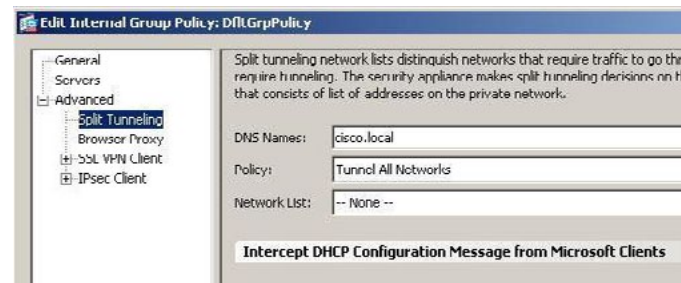 Edit Internal Group Policy: DfltGrpPolicy
General
Servers
Advanced
Split Tunneling
Browser Proxy
SSL VPN Client
IPsec Client
Split tunneling network lists distinguish networks that require traffic to go thr
require tunneling. The security appliance makes split tunneling decisions on t
that consists of list of addresses on the private network.
DNS Names: cisco.local
Policy: Tunnel All Networks
Network List: -- None --
Intercept DHCP Configuration Message from Microsoft Clients